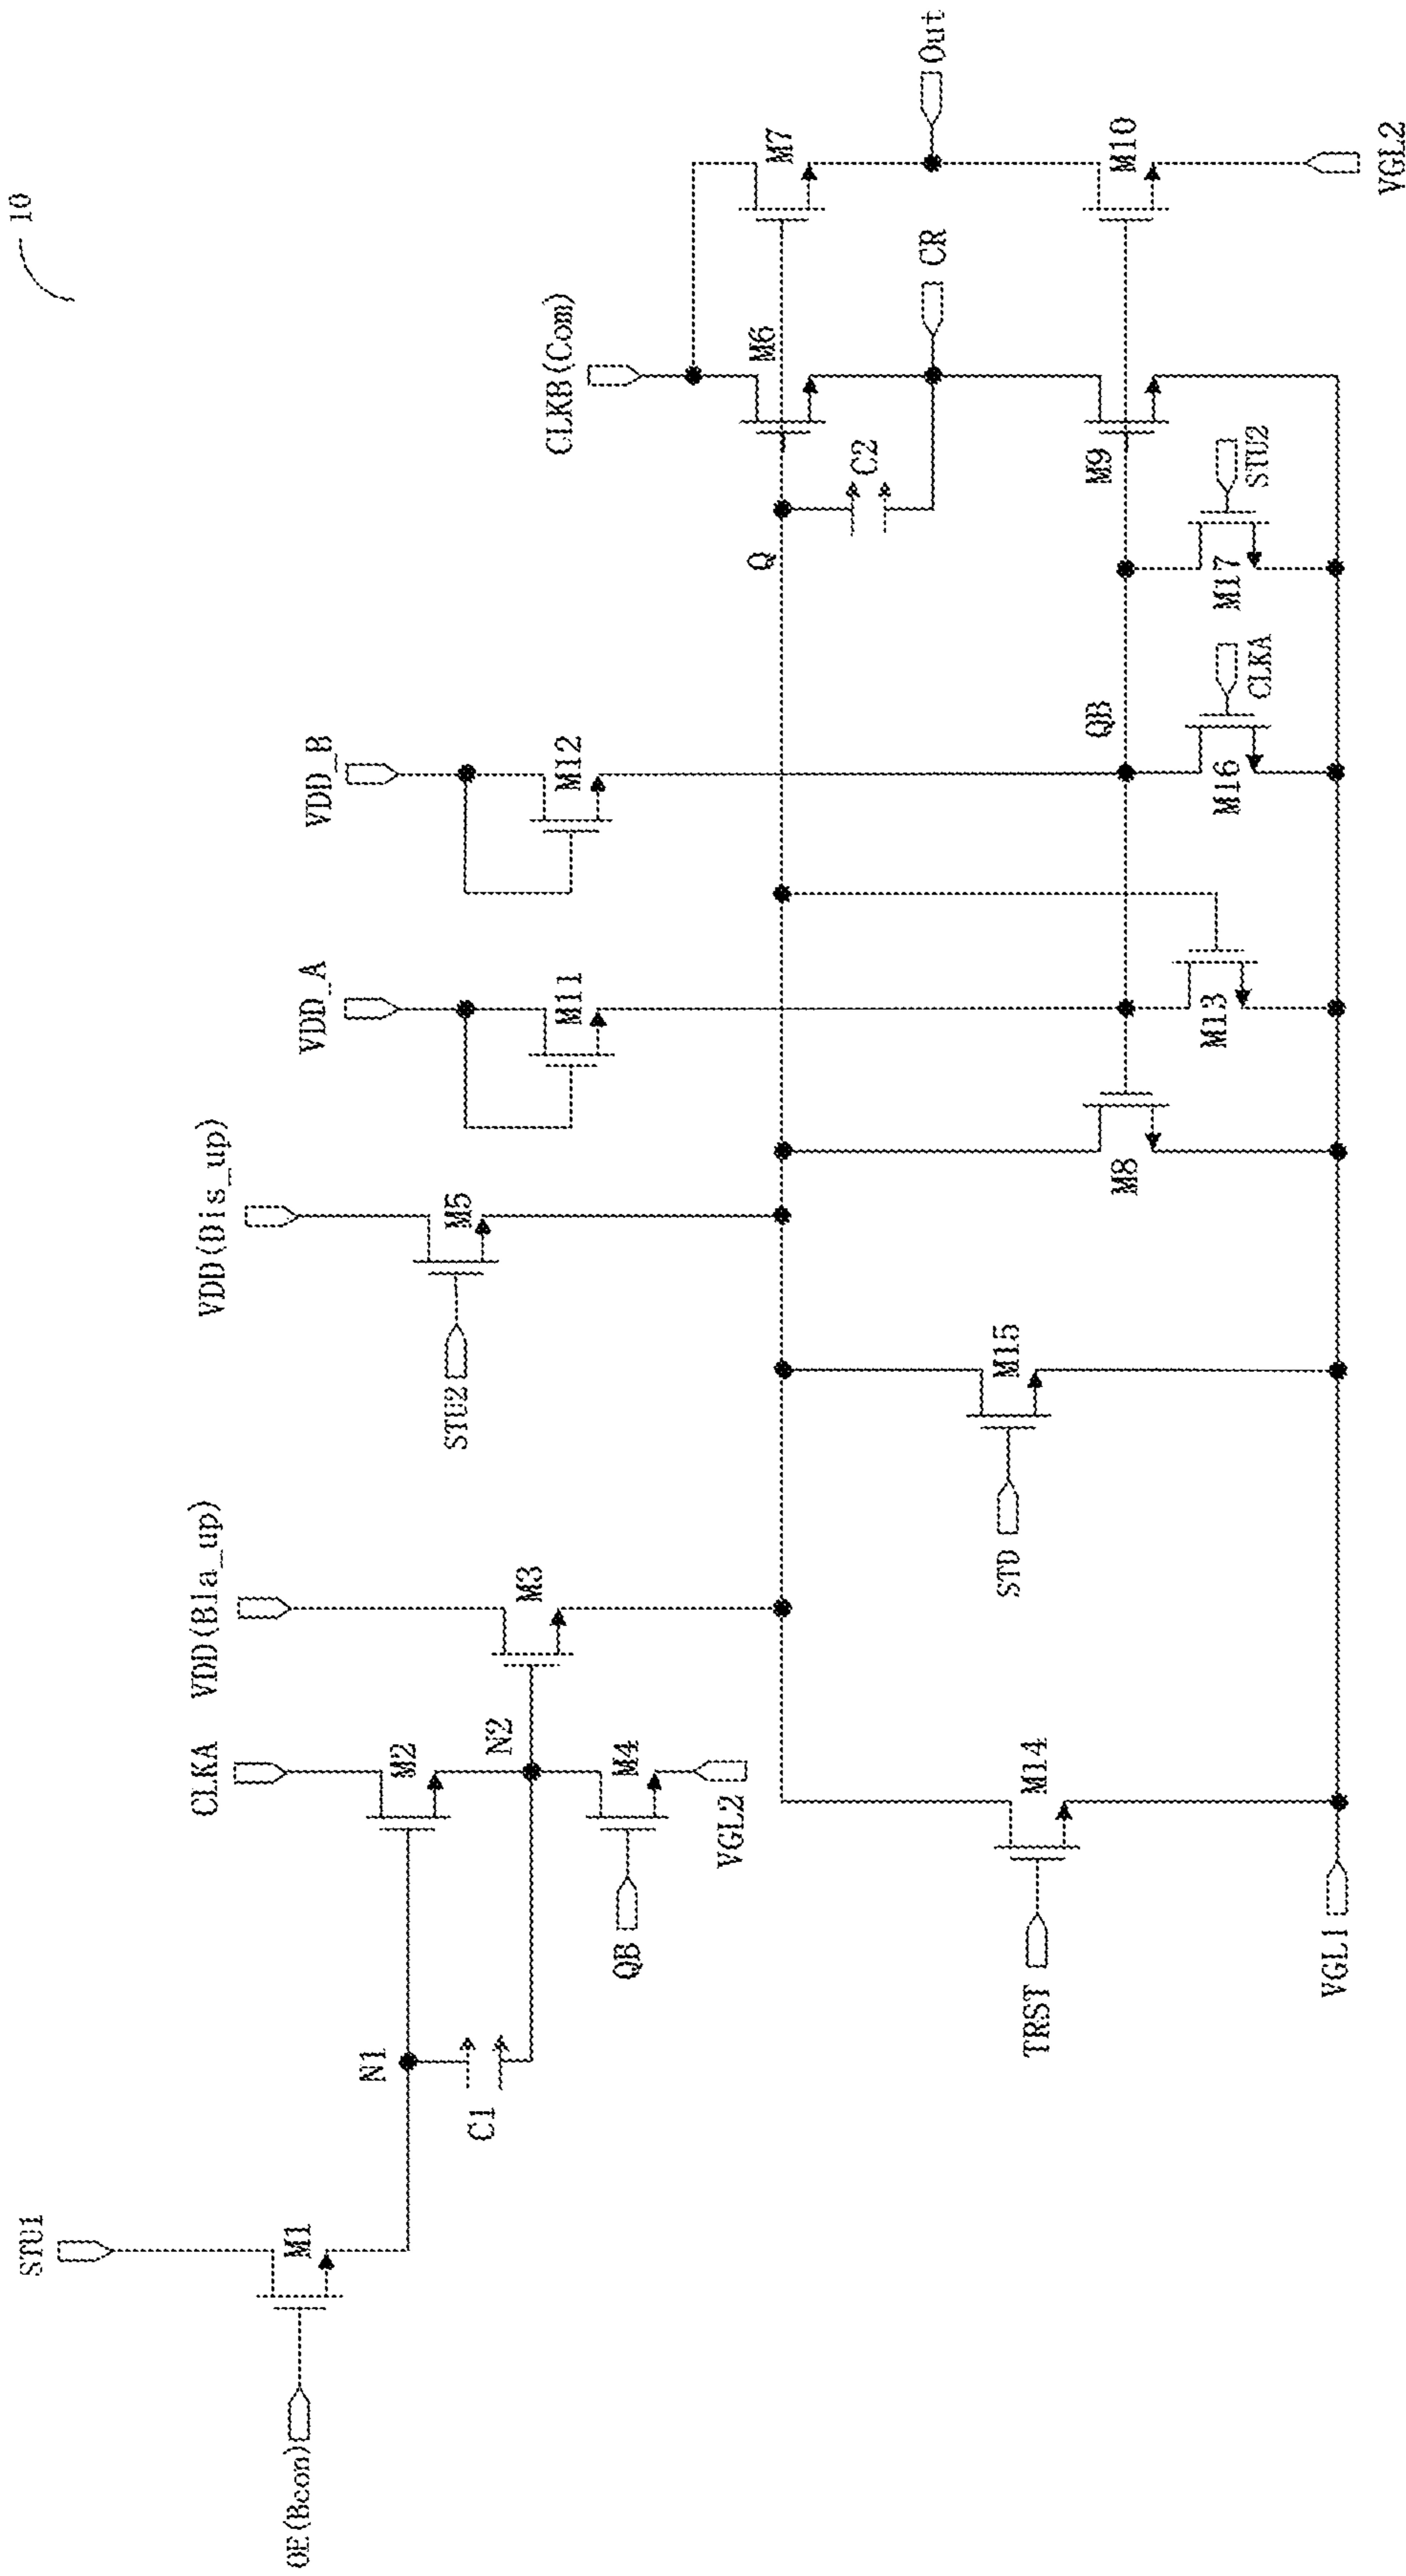 10
STU1
OE(Bcon)
M1
N1
C1
CLKA
M2
N2
M4
QB
VGL2
VDD(Bla_up)
M3
VDD(Dis_up)
M5
STU2
VDD_A
M11
VDD_B
M12
CLKB(Com)
M6
M7
Q
C2
CR
Out
TRST
M14
STD
M15
M8
M13
QB
M16
CLKA
M17
STU2
M9
M10
VGL1
VGL2